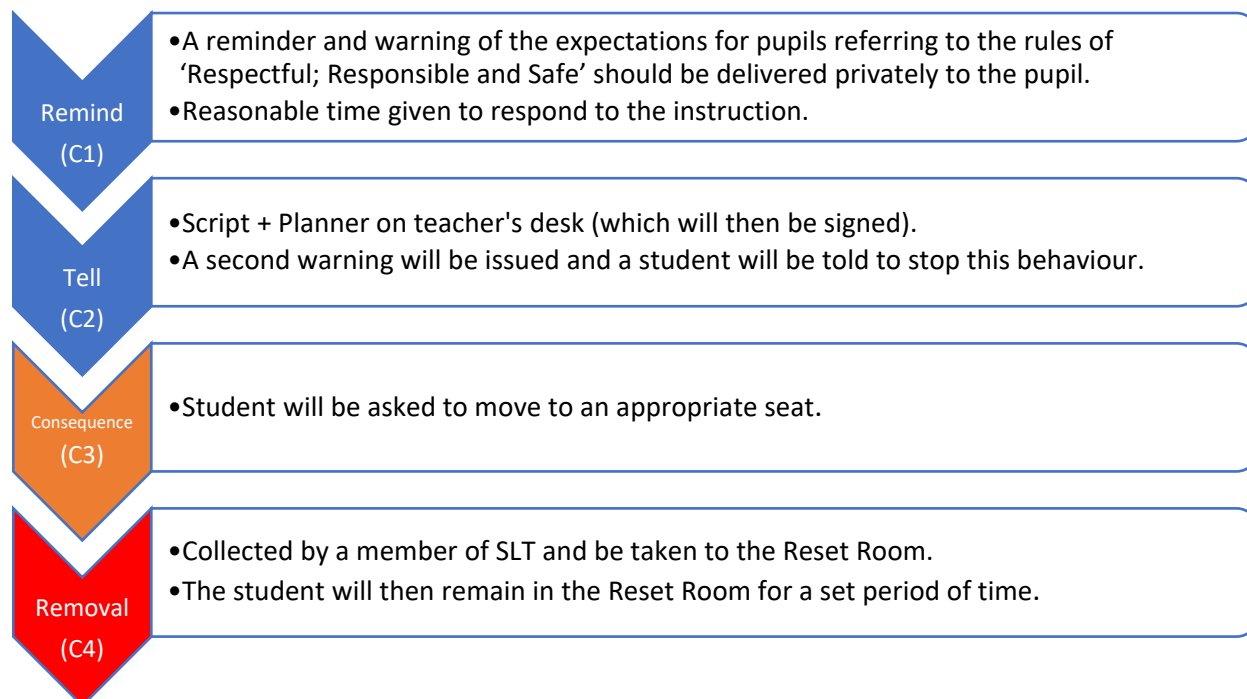 Remind
(C1)
•A reminder and warning of the expectations for pupils referring to the rules of
‘Respectful; Responsible and Safe’ should be delivered privately to the pupil.
•Reasonable time given to respond to the instruction.
Tell
(C2)
•Script + Planner on teacher's desk (which will then be signed).
•A second warning will be issued and a student will be told to stop this behaviour.
Consequence
(C3)
•Student will be asked to move to an appropriate seat.
Removal
(C4)
•Collected by a member of SLT and be taken to the Reset Room.
•The student will then remain in the Reset Room for a set period of time.